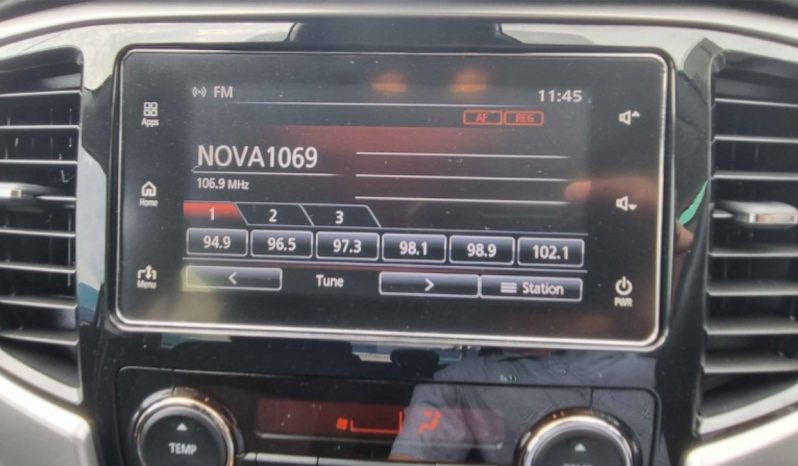 FM 11:45
Apps
AF REG
NOVA1069
106.9 MHz
Home
1 2 3
94.9 96.5 97.3 98.1 98.9 102.1
Menu
< Tune > Station
PWR
TEMP TEMP